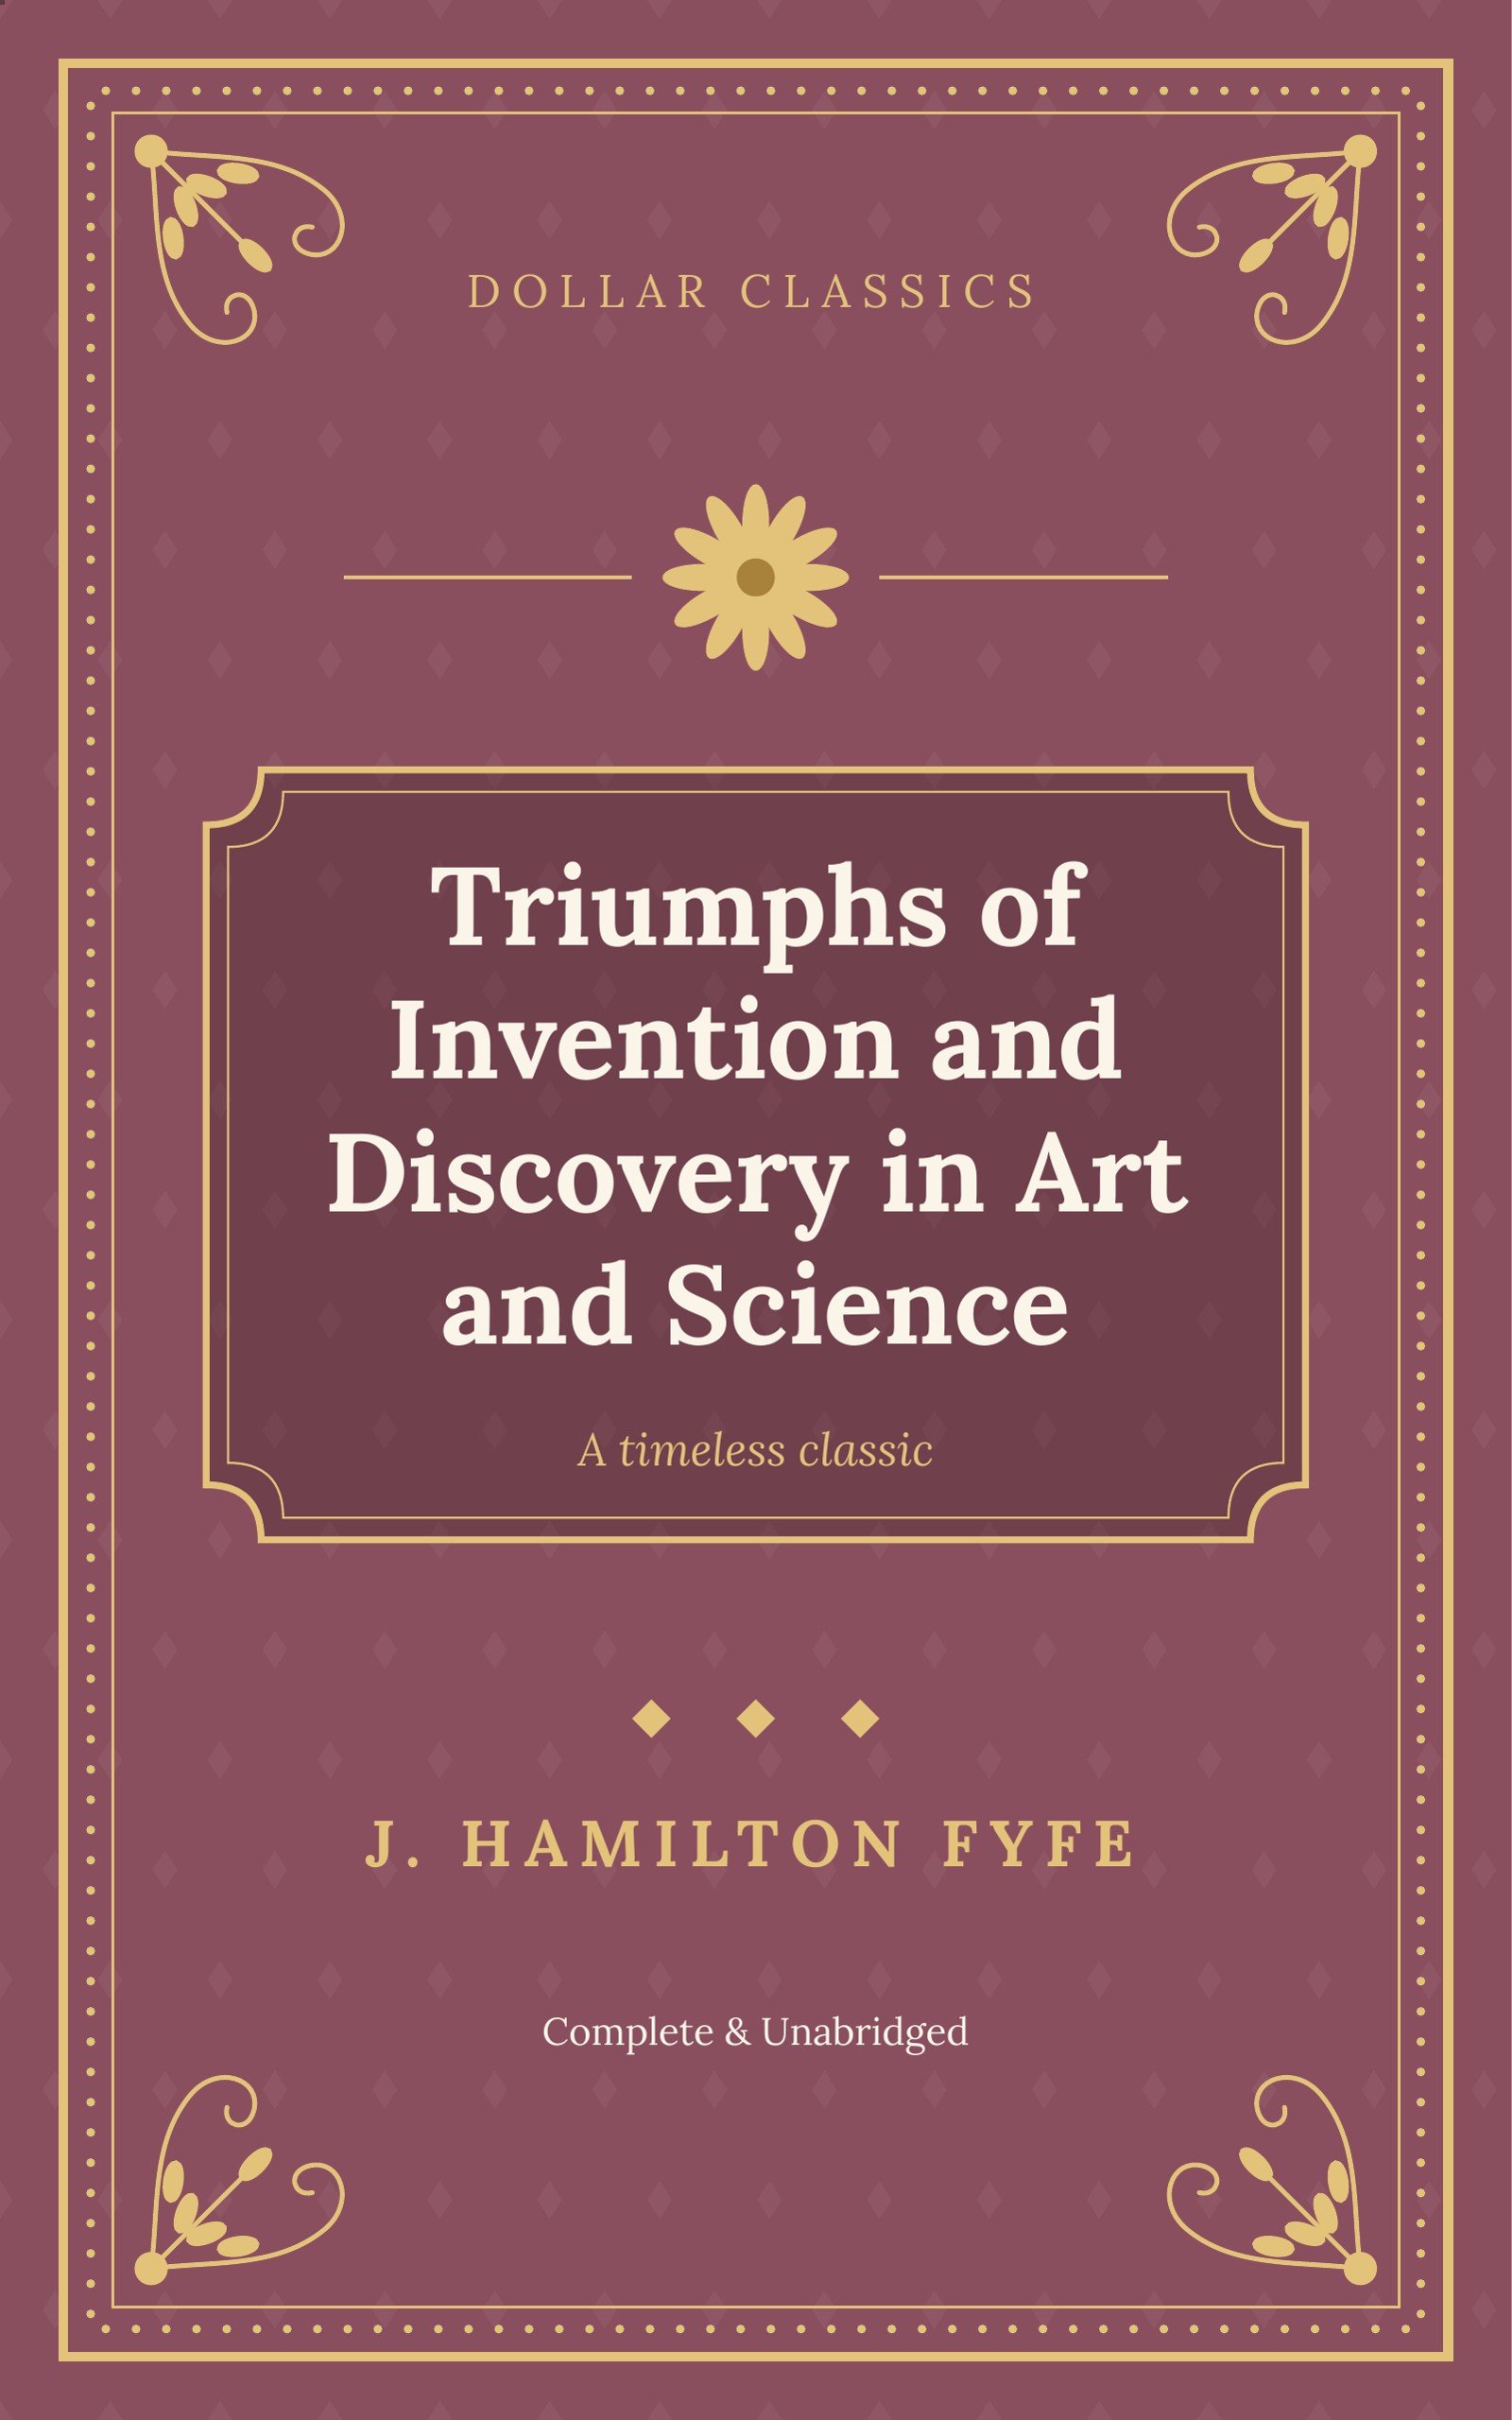 DOLLAR CLASSICS
Triumphs of
Invention and
Discovery in Art
and Science
A timeless classic
J. HAMILTON FYFE
Complete & Unabridged